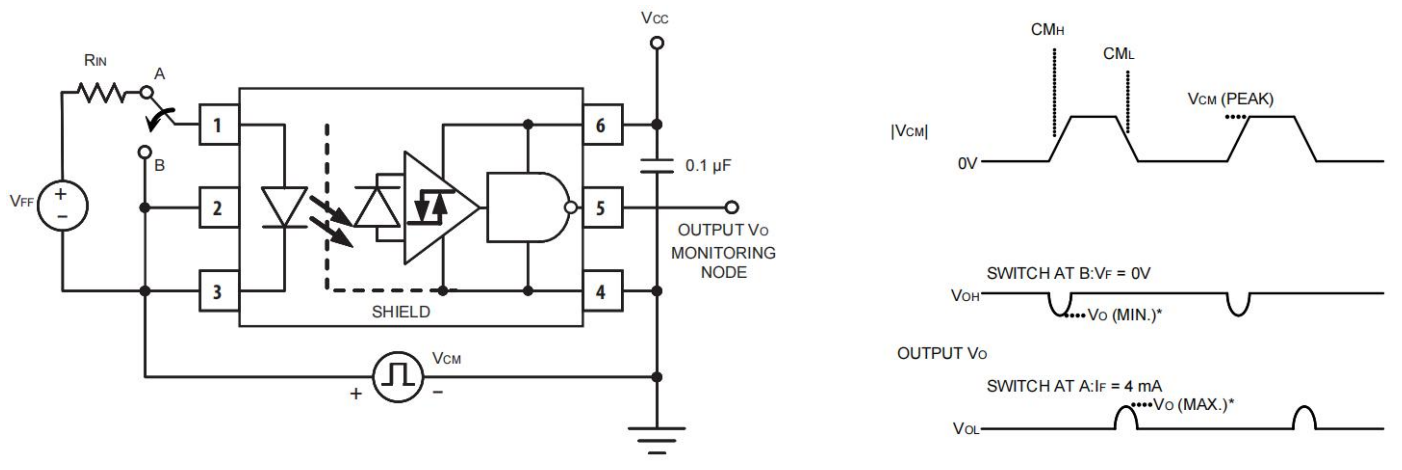 VCC
RIN
A
B
VFF
+
-
1
2
3
6
5
4
0.1 µF
OUTPUT VO
MONITORING
NODE
SHIELD
VCM
+
-
CMH
CML
VCM (PEAK)
|VCM|
0V
SWITCH AT B:VF = 0V
VOH
VO (MIN.)*
OUTPUT VO
SWITCH AT A:IF = 4 mA
VO (MAX.)*
VOL